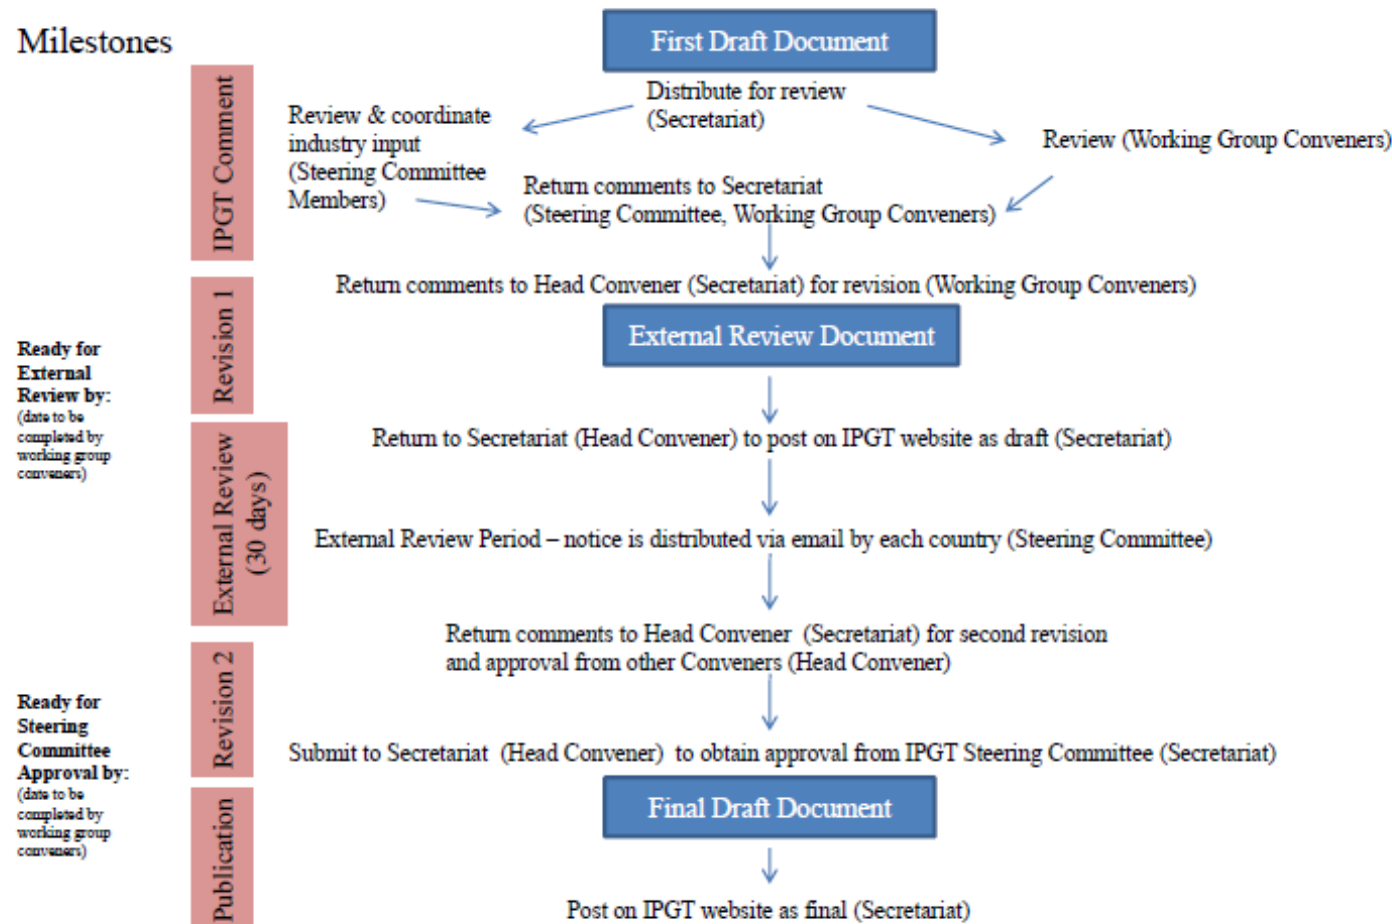 Milestones
First Draft Document
IPGT Comment
Distribute for review
(Secretariat)
Review & coordinate
industry input
(Steering Committee
Members)
Review (Working Group Conveners)
Return comments to Secretariat
(Steering Committee, Working Group Conveners)
Return comments to Head Convener (Secretariat) for revision (Working Group Conveners)
Revision 1
External Review Document
Ready for
External
Review by:
(date to be
completed by
working group
conveners)
Return to Secretariat (Head Convener) to post on IPGT website as draft (Secretariat)
External Review
(30 days)
External Review Period – notice is distributed via email by each country (Steering Committee)
Return comments to Head Convener (Secretariat) for second revision
and approval from other Conveners (Head Convener)
Revision 2
Ready for
Steering
Committee
Approval by:
(date to be
completed by
working group
conveners)
Submit to Secretariat (Head Convener) to obtain approval from IPGT Steering Committee (Secretariat)
Final Draft Document
Publication
Post on IPGT website as final (Secretariat)